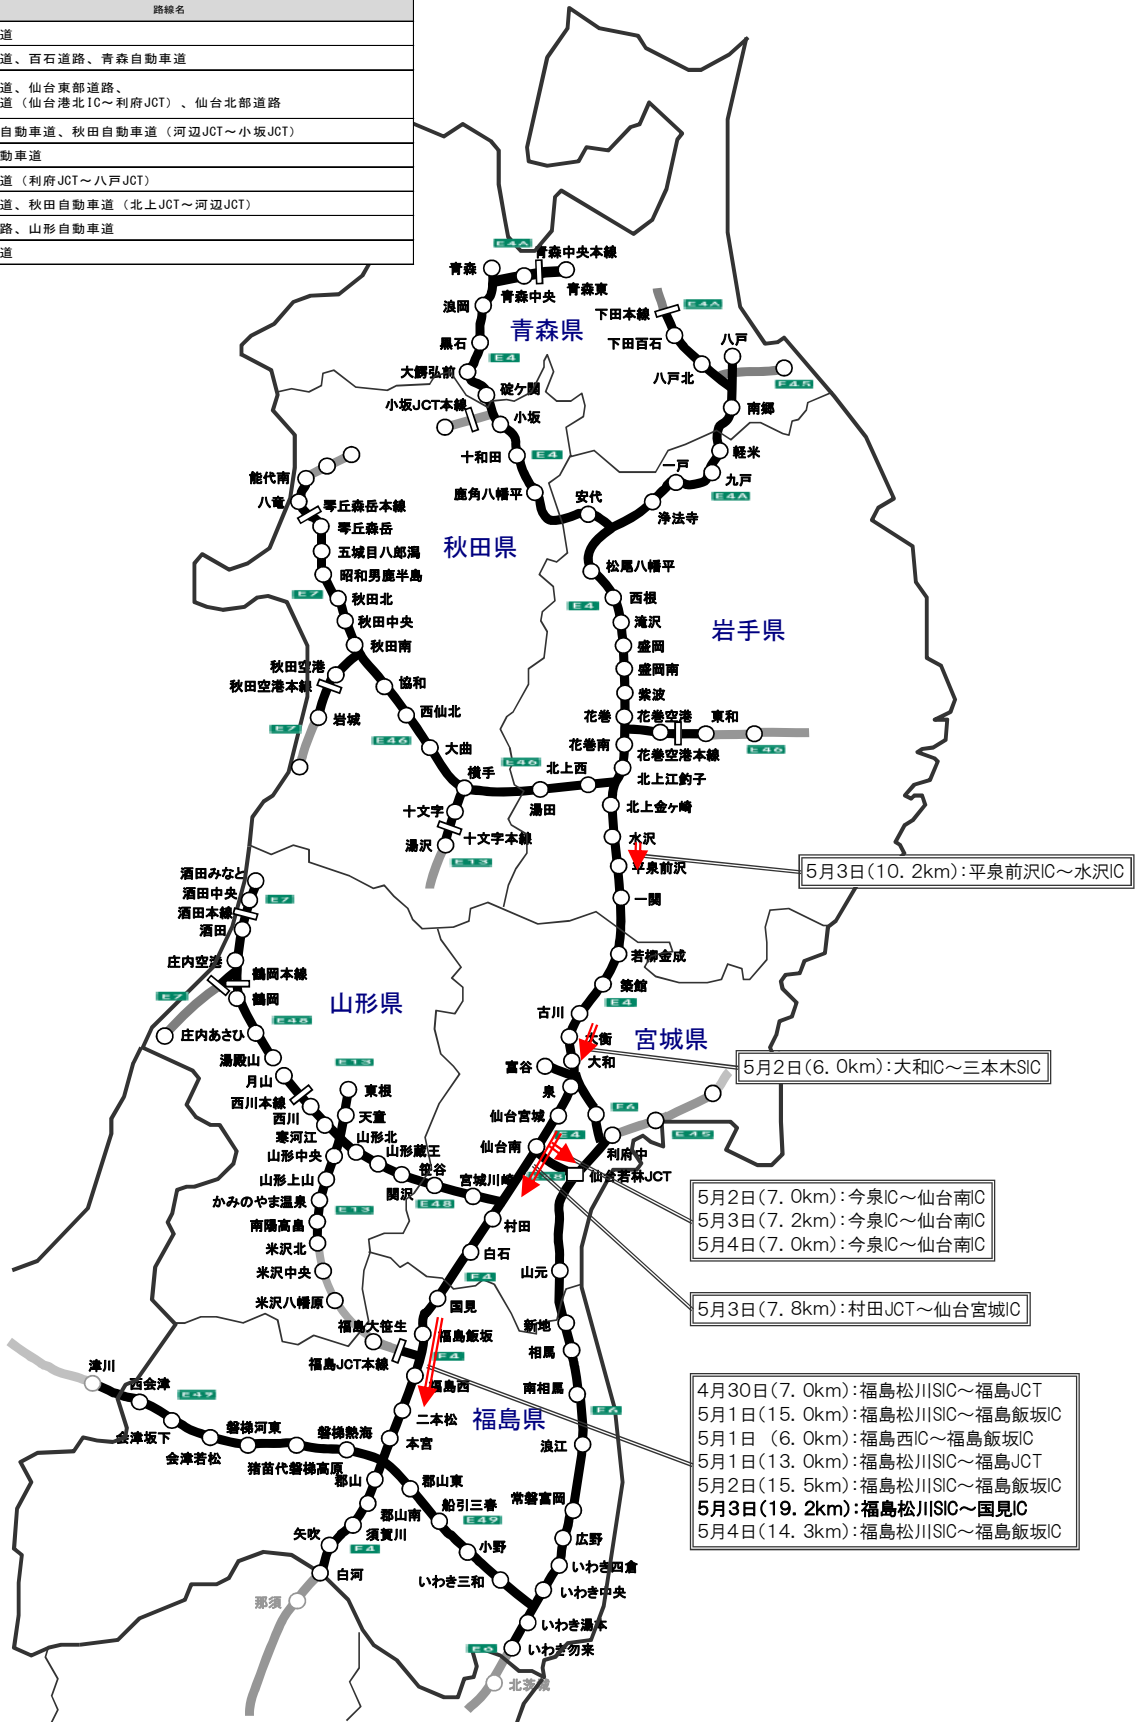 路線名
道
道、百石道路、青森自動車道
道、仙台東部道路、
道（仙台港北IC～利府JCT）、仙台北部道路
自動車道、秋田自動車道（河辺JCT～小坂JCT）
動車道
道（利府JCT～八戸JCT）
道、秋田自動車道（北上JCT～河辺JCT）
路、山形自動車道
道
E4A
青森中央本線
青森
青森中央
青森東
浪岡
青森県
黒石
E4
大鰐弘前
碇ケ関
小坂JCT本線
小坂
十和田
E4
鹿角八幡平
安代
下田本線
E4A
下田百石
八戸
八戸北
E45
南郷
軽米
一戸
九戸
E4A
浄法寺
能代南
八竜
琴丘森岳本線
琴丘森岳
五城目八郎潟
昭和男鹿半島
E7
秋田北
秋田中央
秋田南
秋田県
秋田空港
秋田空港本線
岩城
E7
協和
西仙北
E46
大曲
横手
E46
十文字
十文字本線
湯沢
E13
湯田
北上西
松尾八幡平
E4
西根
滝沢
盛岡
盛岡南
紫波
岩手県
花巻
花巻空港
東和
花巻南
花巻空港本線
E46
北上江釣子
北上金ヶ崎
水沢
平泉前沢
5月3日(10.2km):平泉前沢IC～水沢IC
一関
若柳金成
築館
E4
古川
大衡
宮城県
大和
5月2日(6.0km):大和IC～三本木SIC
富谷
泉
仙台宮城
E6
E4
E45
利府中
仙台南
仙台若林JCT
酒田みなと
酒田中央
E7
酒田本線
酒田
庄内空港
鶴岡本線
E7
鶴岡
山形県
E48
庄内あさひ
湯殿山
月山
E13
西川本線
西川
東根
天童
寒河江
山形北
山形中央
山形蔵王
笹谷
山形上山
関沢
宮城川崎
E48
かみのやま温泉
E13
南陽高畠
米沢北
米沢中央
米沢八幡原
村田
白石
E4
国見
山元
新地
相馬
南相馬
E6
浪江
5月2日(7.0km):今泉IC～仙台南IC
5月3日(7.2km):今泉IC～仙台南IC
5月4日(7.0km):今泉IC～仙台南IC
5月3日(7.8km):村田JCT～仙台宮城IC
福島大笹生
福島飯坂
福島JCT本線
E4
福島西
福島県
二本松
本宮
4月30日(7.0km):福島松川SIC～福島JCT
5月1日(15.0km):福島松川SIC～福島飯坂IC
5月1日 (6.0km):福島西IC～福島飯坂IC
5月1日(13.0km):福島松川SIC～福島JCT
5月2日(15.5km):福島松川SIC～福島飯坂IC
5月3日(19.2km):福島松川SIC～国見IC
5月4日(14.3km):福島松川SIC～福島飯坂IC
津川
西会津
E49
会津坂下
会津若松
磐梯河東
猪苗代磐梯高原
磐梯熱海
郡山
郡山東
郡山南
船引三春
E49
須賀川
矢吹
E4
小野
白河
いわき三和
那須
常磐富岡
広野
いわき四倉
いわき中央
いわき湯本
E6
いわき勿来
北茨城